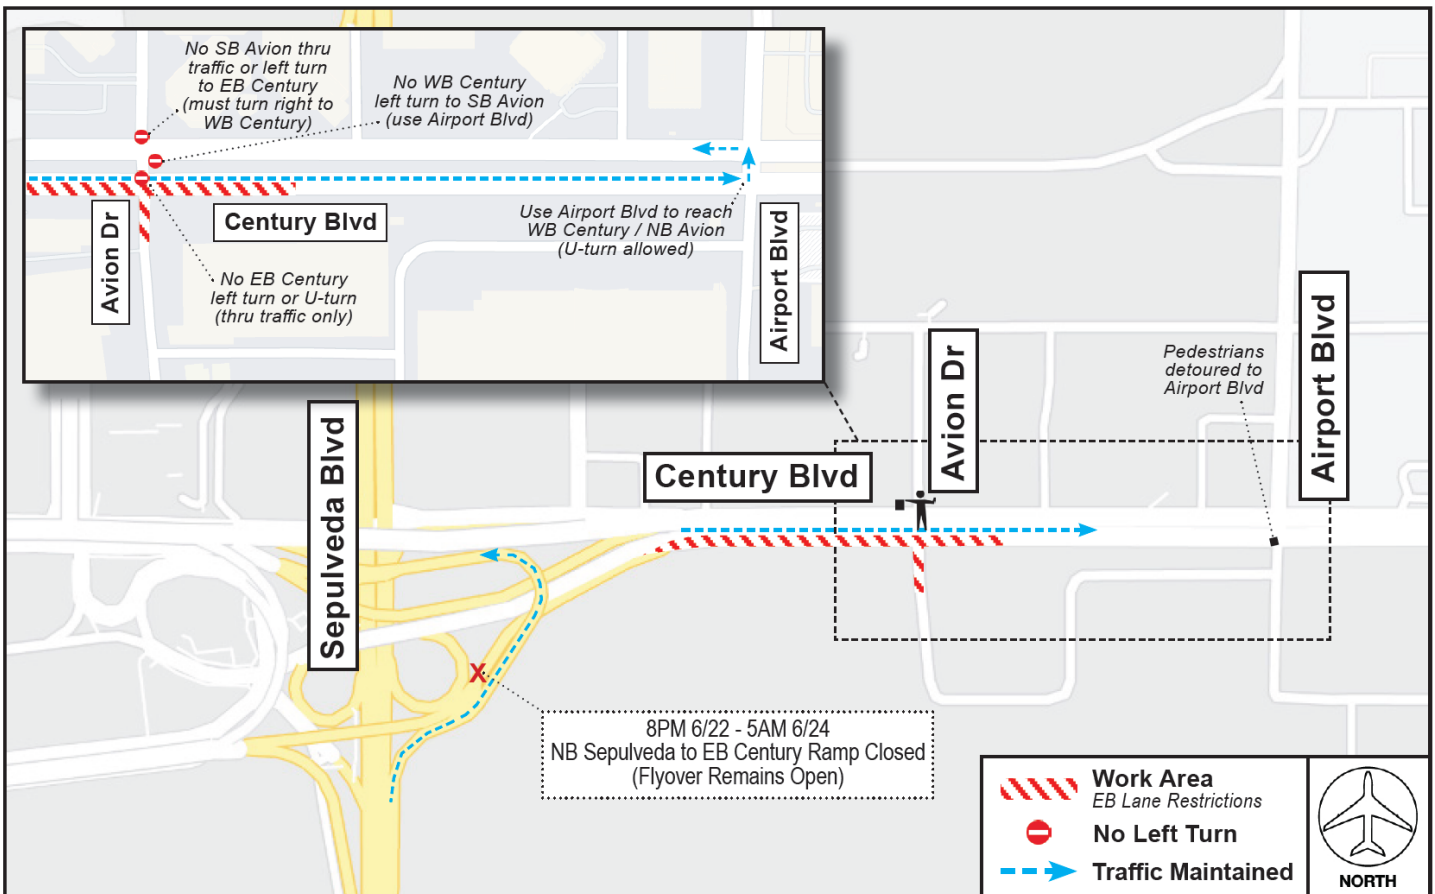 No SB Avion thru
traffic or left turn
to EB Century
(must turn right to
WB Century)
No WB Century
left turn to SB Avion
(use Airport Blvd)
Avion Dr
Century Blvd
Use Airport Blvd to reach
WB Century / NB Avion
(U-turn allowed)
Airport Blvd
No EB Century
left turn or U-turn
(thru traffic only)
Sepulveda Blvd
Century Blvd
Avion Dr
Pedestrians
detoured to
Airport Blvd
Airport Blvd
X
8PM 6/22 - 5AM 6/24
NB Sepulveda to EB Century Ramp Closed
(Flyover Remains Open)
Work Area
EB Lane Restrictions
No Left Turn
Traffic Maintained
NORTH